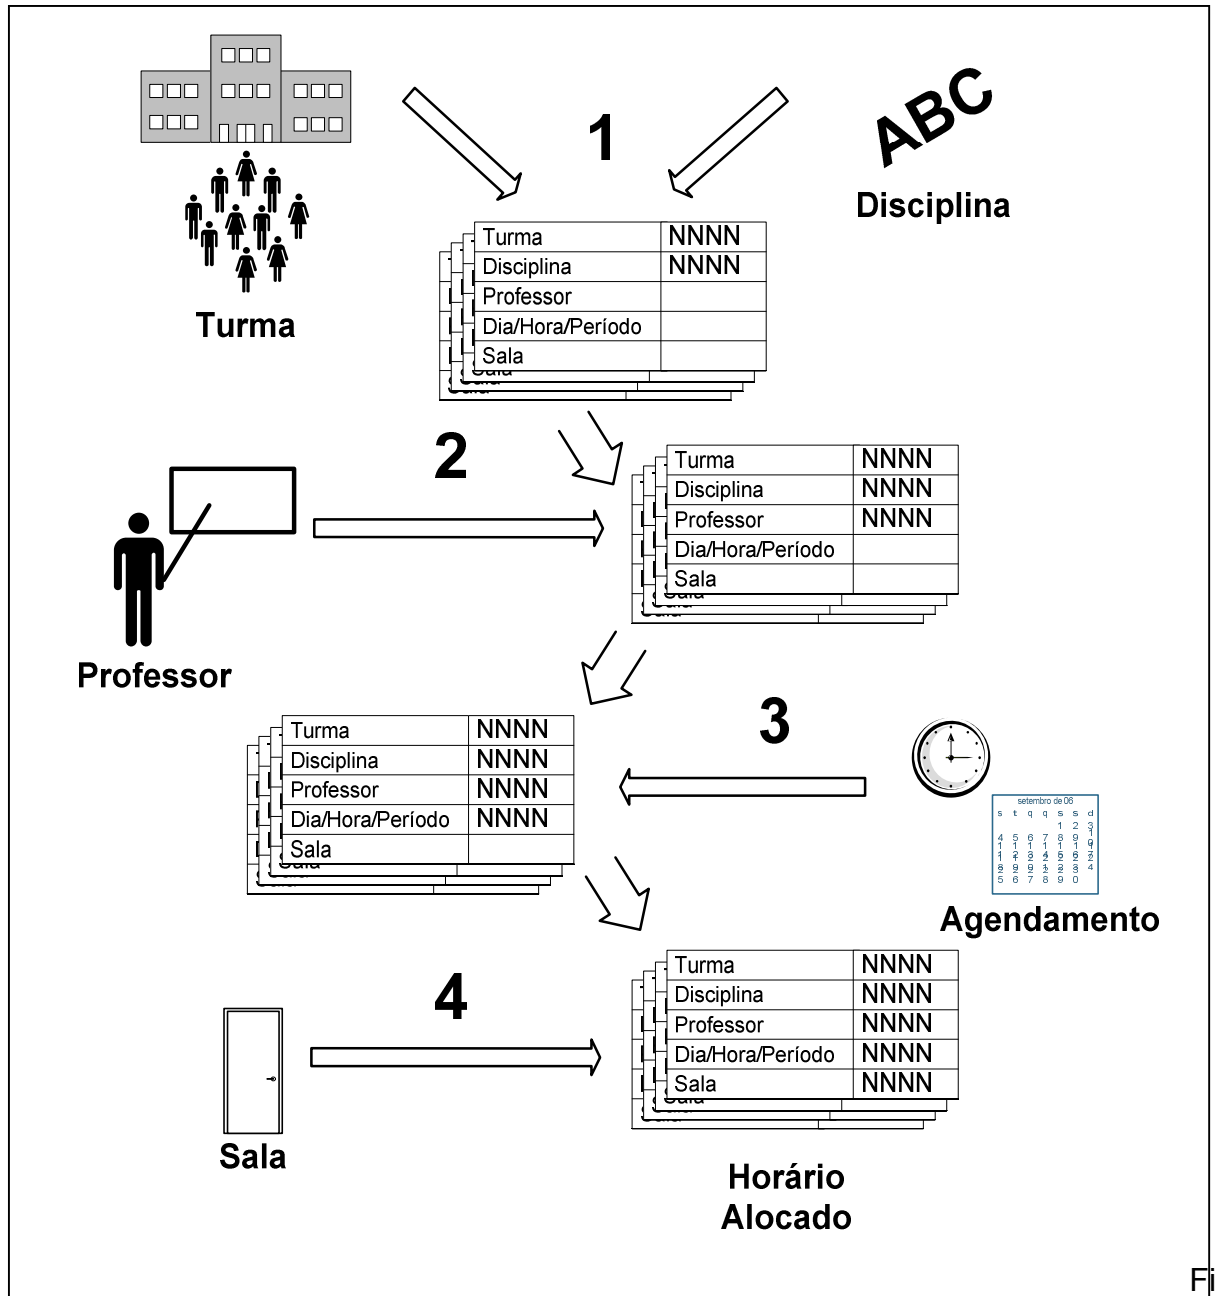 1
ABC
Disciplina
Turma
Turma NNNN
Disciplina NNNN
Professor
Dia/Hora/Período
Sala
2
Turma NNNN
Disciplina NNNN
Professor NNNN
Dia/Hora/Período
Sala
Professor
3
Turma NNNN
Disciplina NNNN
Professor NNNN
Dia/Hora/Período NNNN
Sala
setembro de 06
s t q q s s d
Agendamento
4
Turma NNNN
Disciplina NNNN
Professor NNNN
Dia/Hora/Período NNNN
Sala NNNN
Sala
Horário
Alocado
Fi